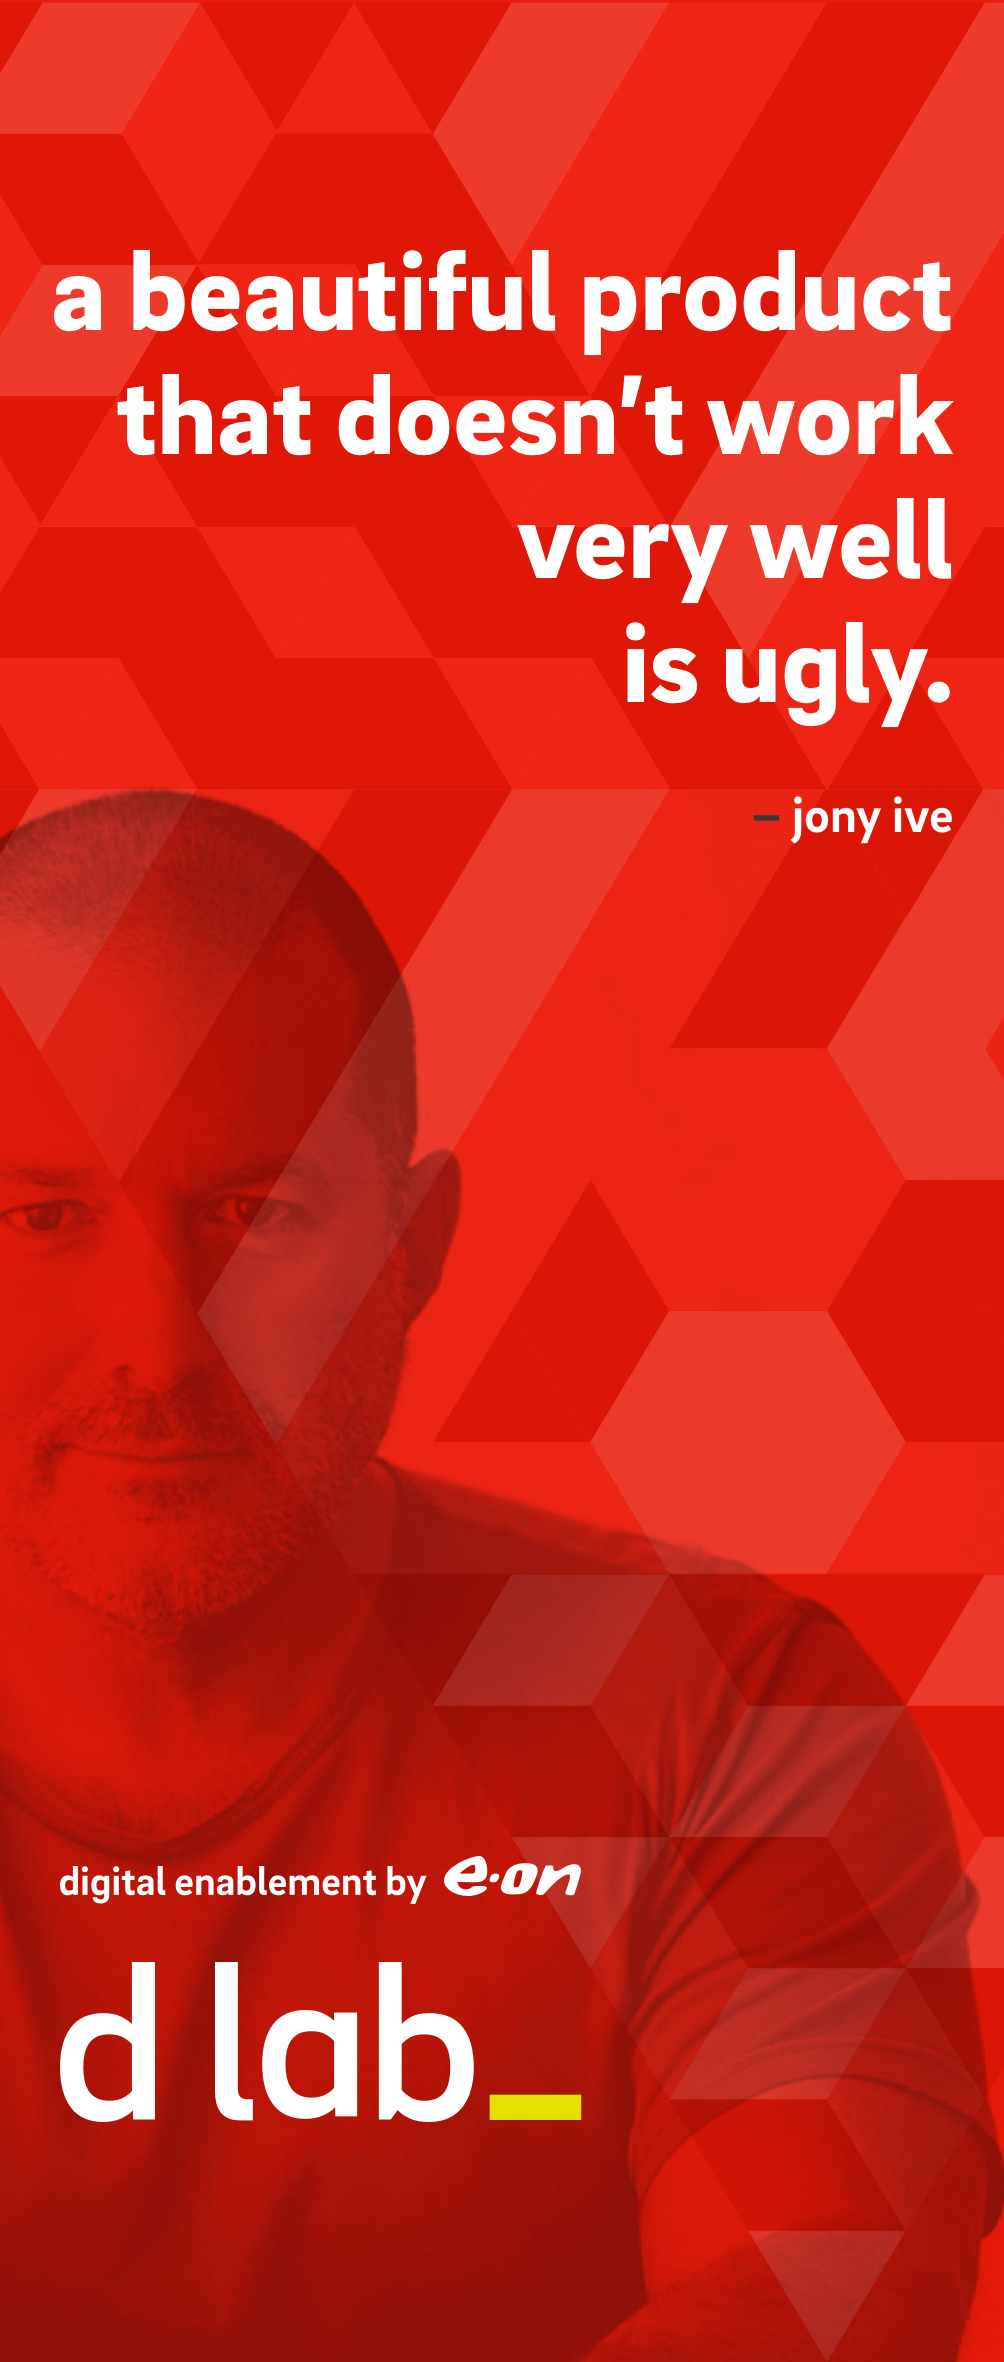 a beautiful product
that doesn't work
very well
is ugly.
– jony ive
digital enablement by e·on
d lab_